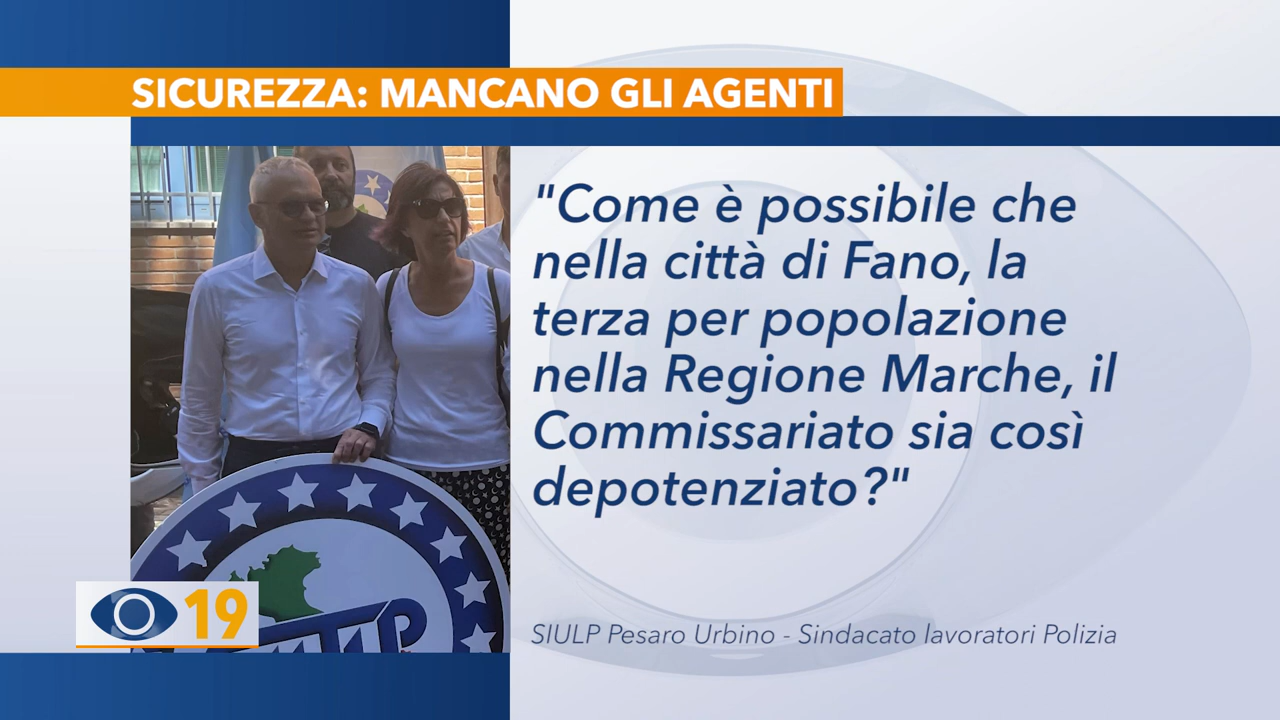 SICUREZZA: MANCANO GLI AGENTI
"Come è possibile che
nella città di Fano, la
terza per popolazione
nella Regione Marche, il
Commissariato sia così
depotenziato?"
SIULP Pesaro Urbino - Sindacato lavoratori Polizia
19